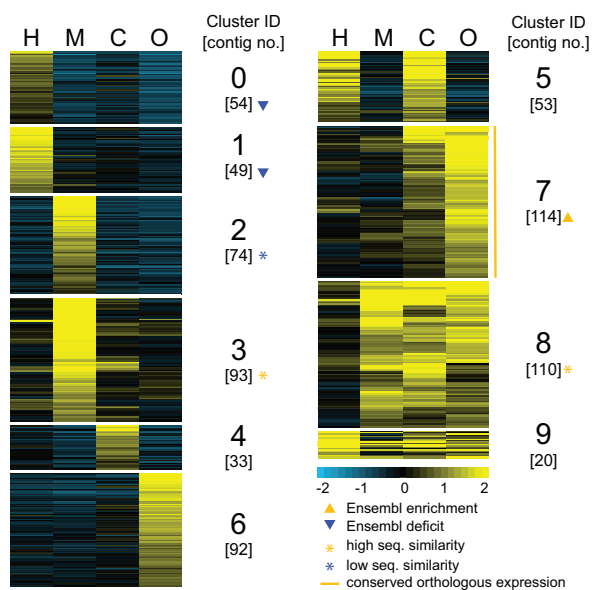 H M C O
Cluster ID
[contig no.]
0
[54]
1
[49]
2
[74] *
3
[93] *
4
[33]
6
[92]
H M C O
Cluster ID
[contig no.]
5
[53]
7
[114]
8
[110] *
9
[20]
-2 -1 0 1 2
Ensembl enrichment
Ensembl deficit
* high seq. similarity
* low seq. similarity
conserved orthologous expression